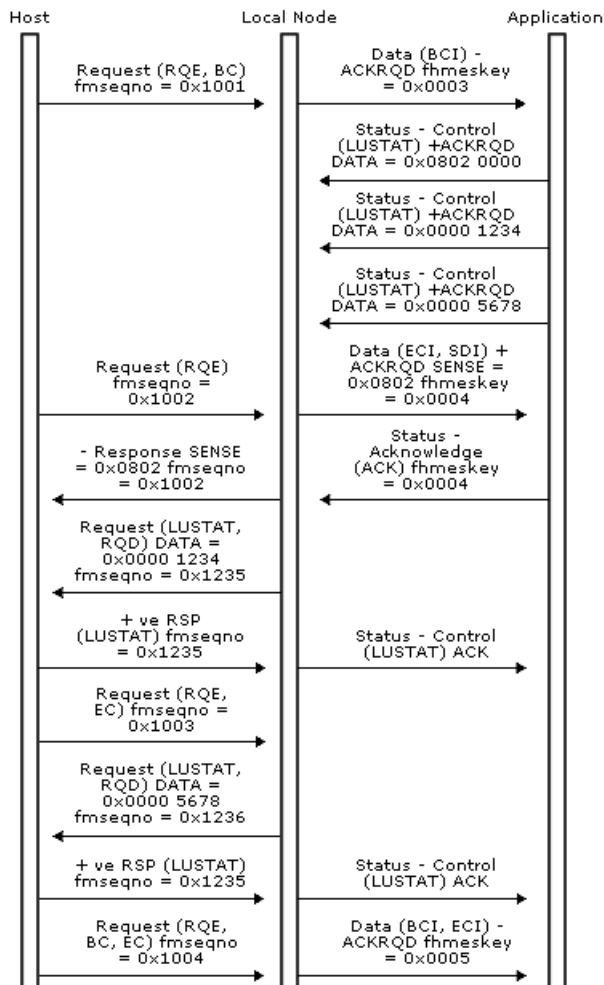 Host
Local Node
Application
Request (RQE, BC)
fmseqno = 0x1001
Data (BCI) -
ACKRQD fhmeskey
= 0x0003
Status - Control
(LUSTAT) +ACKRQD
DATA = 0x0802 0000
Status - Control
(LUSTAT) +ACKRQD
DATA = 0x0000 1234
Status - Control
(LUSTAT) +ACKRQD
DATA = 0x0000 5678
Request (RQE)
fmseqno =
0x1002
Data (ECI, SDI) +
ACKRQD SENSE =
0x0802 fhmeskey
= 0x0004
Status -
Acknowledge
(ACK) fhmeskey
= 0x0004
- Response SENSE
= 0x0802 fmseqno
= 0x1002
Request (LUSTAT,
RQD) DATA =
0x0000 1234
fmseqno = 0x1235
+ ve RSP
(LUSTAT) fmseqno
= 0x1235
Status - Control
(LUSTAT) ACK
Request (RQE,
EC) fmseqno =
0x1003
Request (LUSTAT,
RQD) DATA =
0x0000 5678
fmseqno = 0x1236
+ ve RSP (LUSTAT)
fmseqno = 0x1235
Status - Control
(LUSTAT) ACK
Request (RQE,
BC, EC) fmseqno
= 0x1004
Data (BCI, ECI) -
ACKRQD fhmeskey
= 0x0005